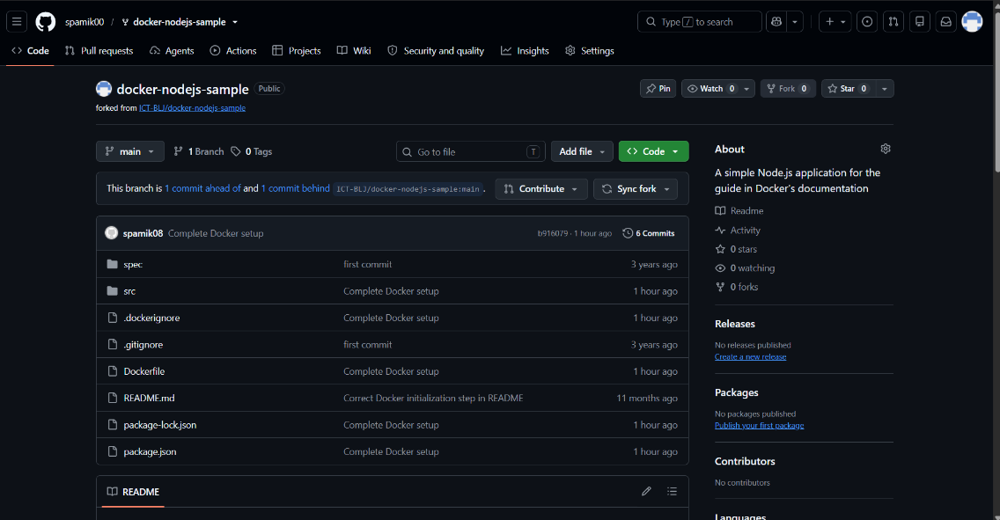 spamik00 / docker-nodejs-sample
Type / to search
Code Pull requests Agents Actions Projects Wiki Security and quality Insights Settings
docker-nodejs-sample Public
Pin Watch 0 Fork 0 Star 0
forked from ICT-BLJ/docker-nodejs-sample
main 1 Branch 0 Tags Go to file T Add file Code
This branch is 1 commit ahead of and 1 commit behind ICT-BLJ/docker-nodejs-sample:main . Contribute Sync fork
spamik08 Complete Docker setup b916079 · 1 hour ago 6 Commits
spec first commit 3 years ago
src Complete Docker setup 1 hour ago
.dockerignore Complete Docker setup 1 hour ago
.gitignore first commit 3 years ago
Dockerfile Complete Docker setup 1 hour ago
README.md Correct Docker initialization step in README 11 months ago
package-lock.json Complete Docker setup 1 hour ago
package.json Complete Docker setup 1 hour ago
README
About
A simple Node.js application for the
guide in Docker's documentation
Readme
Activity
0 stars
0 watching
0 forks
Releases
No releases published
Create a new release
Packages
No packages published
Publish your first package
Contributors
No contributors
Languages